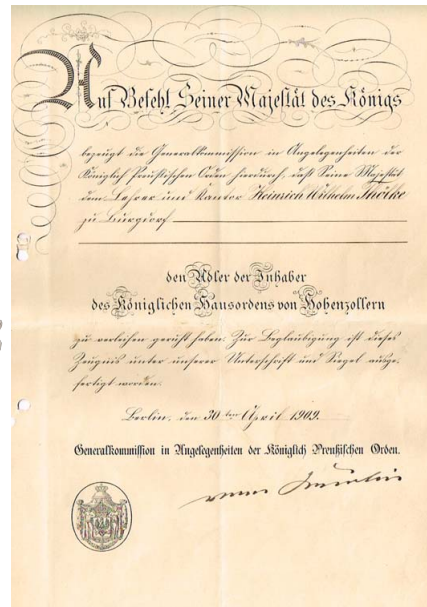 Auf Befehl Seiner Majestät des Königs
bezeugt die Generalkommission in Angelegenheiten der
Königlich Preußischen Orden hierdurch, daß Seine Majestät
dem Lehrer und Kantor Heinrich Wilhelm Thölke
zu Burgdorf
den Adler der Inhaber
des Königlichen Hausordens von Hohenzollern
zu verleihen geruht haben. Zur Beglaubigung ist dieses
Zeugnis unter unserer Unterschrift und Siegel ausge-
fertigt worden.
Berlin, den 30ten April 1909.
Generalkommission in Angelegenheiten der Königlich Preußischen Orden.